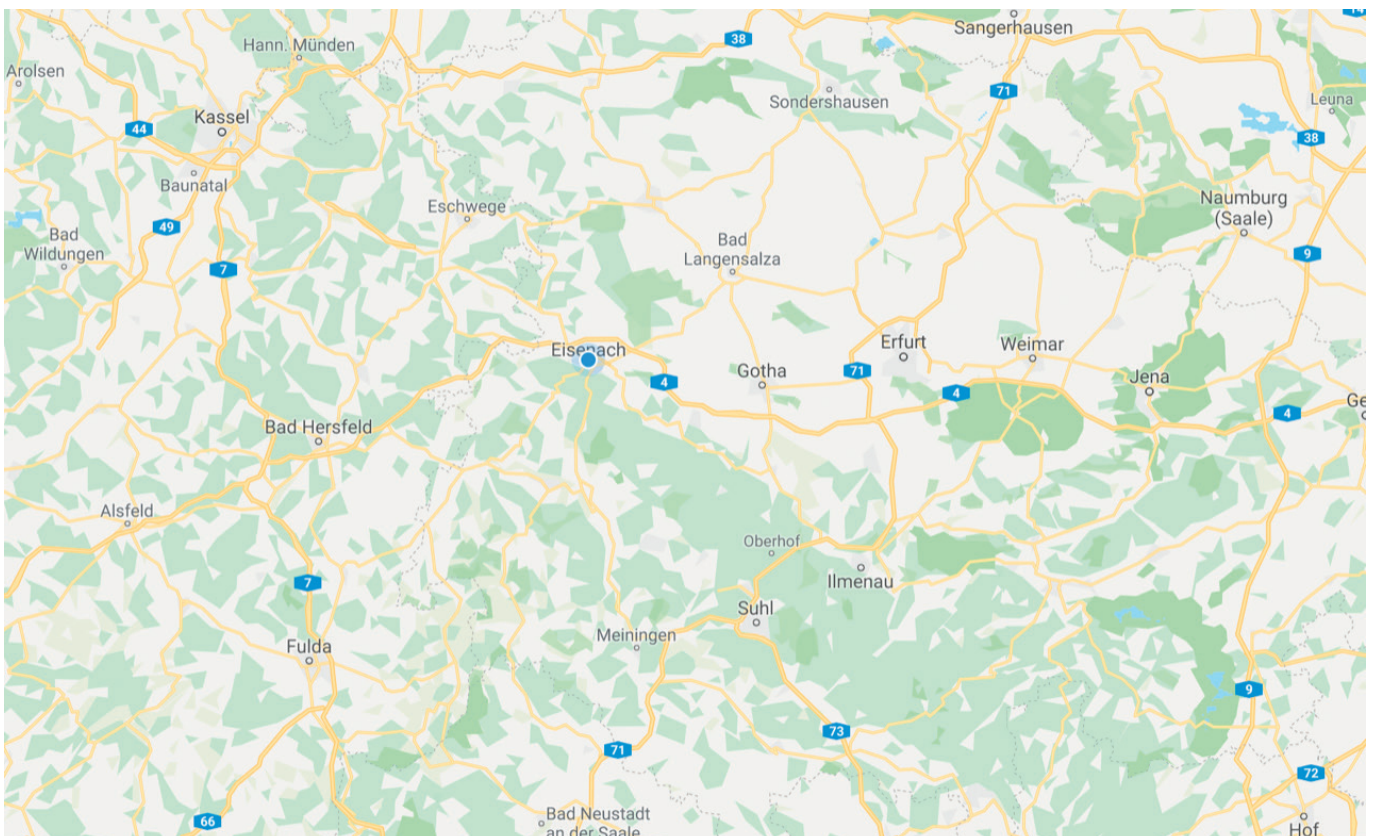 Sangerhausen
38
14
Hann. Münden
Arolsen
71
Sondershausen
Leuna
Kassel
44
38
Baunatal
Eschwege
Naumburg
(Saale)
49
Bad
Wildungen
Bad
Langensalza
7
9
Eisenach
Erfurt
Weimar
4
Gotha
71
4
Jena
4
Ge
Bad Hersfeld
Alsfeld
Oberhof
Ilmenau
7
Suhl
Meiningen
Fulda
9
73
71
72
66
Bad Neustadt
an der Saale
Hof